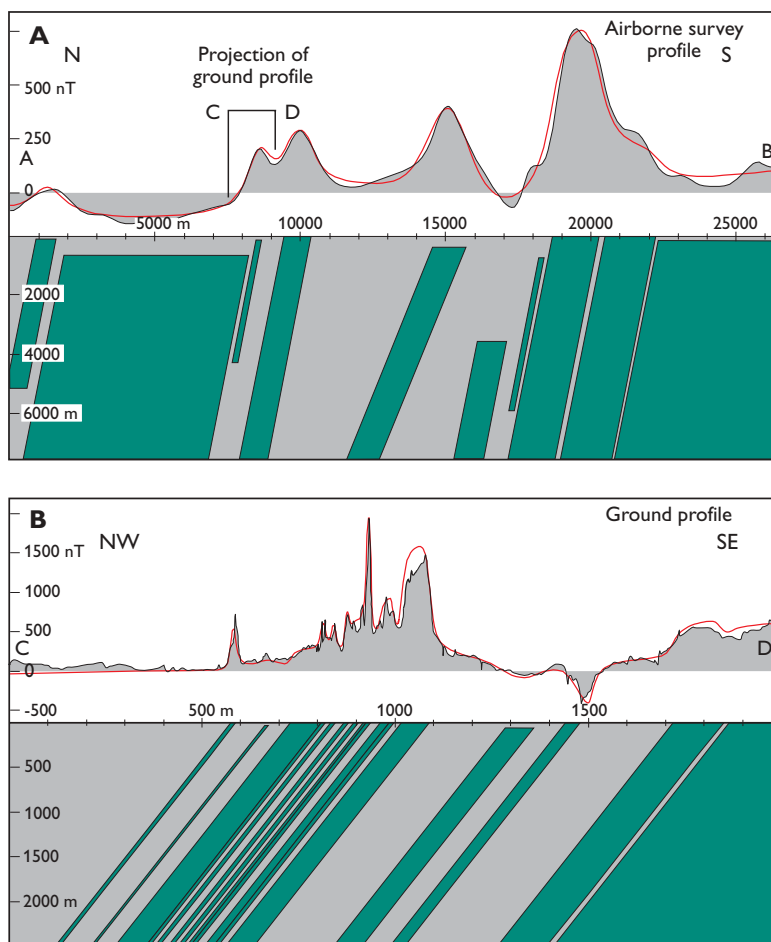 A
N
Projection of
ground profile
Airborne survey
profile S
500 nT
C D
250
A
B
0
5000 m 10000 15000 20000 25000
2000
4000
6000 m
B
NW
Ground profile
SE
1500 nT
1000
500
C
D
0
-500 500 m 1000 1500
500
1000
1500
2000 m